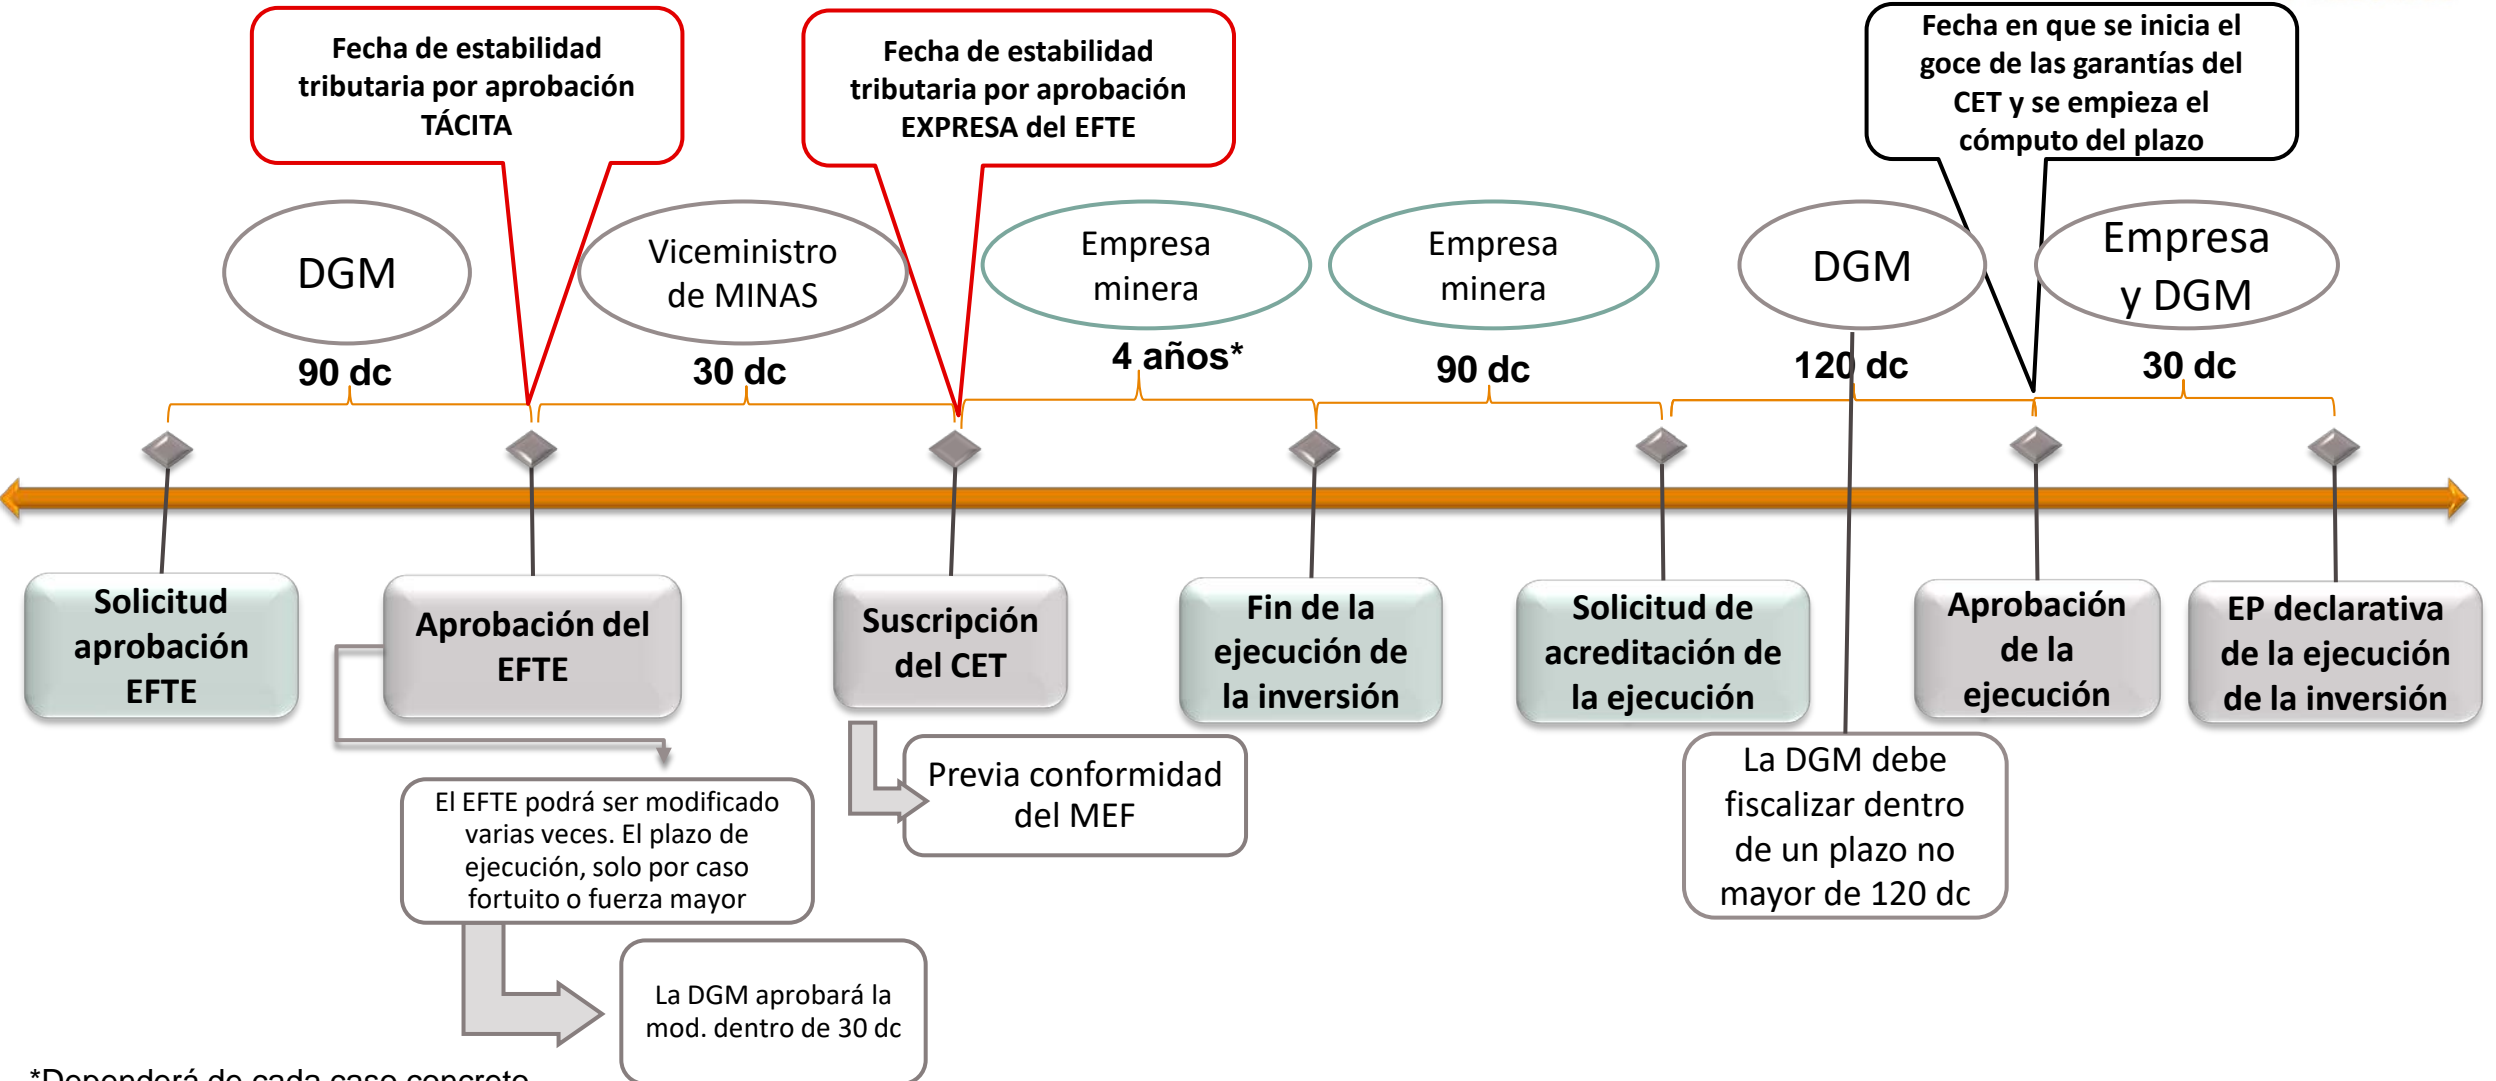 Fecha de estabilidad
tributaria por aprobación
TÁCITA
Fecha de estabilidad
tributaria por aprobación
EXPRESA del EFTE
Fecha en que se inicia el
goce de las garantías del
CET y se empieza el
cómputo del plazo
DGM
Viceministro
de MINAS
Empresa
minera
Empresa
minera
DGM
Empresa
y DGM
90 dc
30 dc
4 años*
90 dc
120 dc
30 dc
Solicitud
aprobación
EFTE
Aprobación del
EFTE
Suscripción
del CET
Fin de la
ejecución de
la inversión
Solicitud de
acreditación de
la ejecución
Aprobación
de la
ejecución
EP declarativa
de la ejecución
de la inversión
El EFTE podrá ser modificado
varias veces. El plazo de
ejecución, solo por caso
fortuito o fuerza mayor
Previa conformidad
del MEF
La DGM debe
fiscalizar dentro
de un plazo no
mayor de 120 dc
La DGM aprobará la
mod. dentro de 30 dc
*Dependerá de cada caso concreto